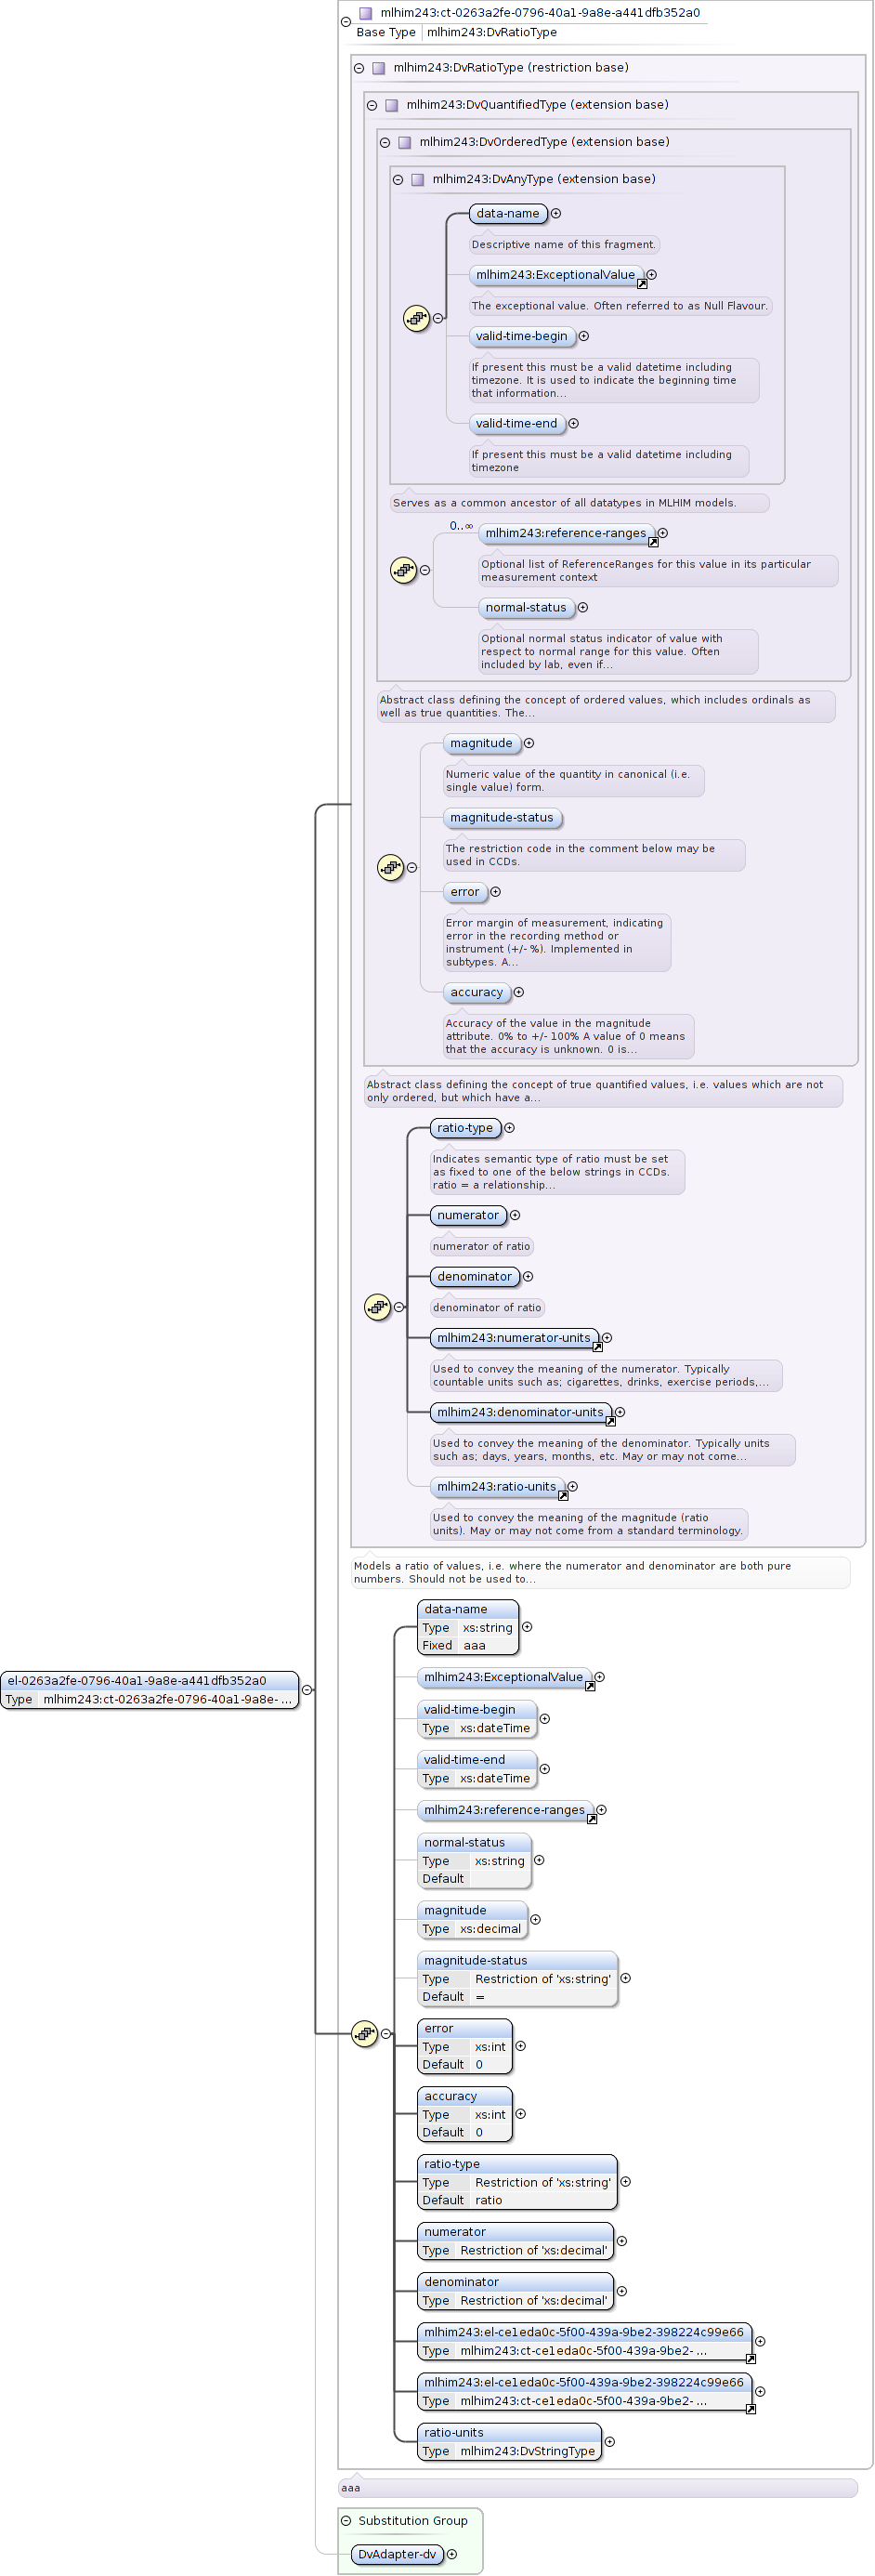 mlhim243:ct-0263a2fe-0796-40a1-9a8e-a441dfb352a0
Base Type mlhim243:DvRatioType
mlhim243:DvRatioType (restriction base)
mlhim243:DvQuantifiedType (extension base)
mlhim243:DvOrderedType (extension base)
mlhim243:DvAnyType (extension base)
data-name
Descriptive name of this fragment.
mlhim243:ExceptionalValue
The exceptional value. Often referred to as Null Flavour.
valid-time-begin
If present this must be a valid datetime including
timezone. It is used to indicate the beginning time
that information...
valid-time-end
If present this must be a valid datetime including
timezone
Serves as a common ancestor of all datatypes in MLHIM models.
0..∞
mlhim243:reference-ranges
Optional list of ReferenceRanges for this value in its particular
measurement context
normal-status
Optional normal status indicator of value with
respect to normal range for this value. Often
included by lab, even if...
Abstract class defining the concept of ordered values, which includes ordinals as
well as true quantities. The...
magnitude
Numeric value of the quantity in canonical (i.e.
single value) form.
magnitude-status
The restriction code in the comment below may be
used in CCDs.
error
Error margin of measurement, indicating
error in the recording method or
instrument (+/- %). Implemented in
subtypes. A...
accuracy
Accuracy of the value in the magnitude
attribute. 0% to +/- 100% A value of 0 means
that the accuracy is unknown. 0 is...
Abstract class defining the concept of true quantified values, i.e. values which are not
only ordered, but which have a...
ratio-type
Indicates semantic type of ratio must be set
as fixed to one of the below strings in CCDs.
ratio = a relationship...
numerator
numerator of ratio
denominator
denominator of ratio
mlhim243:numerator-units
Used to convey the meaning of the numerator. Typically
countable units such as; cigarettes, drinks, exercise periods,...
mlhim243:denominator-units
Used to convey the meaning of the denominator. Typically units
such as; days, years, months, etc. May or may not come...
mlhim243:ratio-units
Used to convey the meaning of the magnitude (ratio
units). May or may not come from a standard terminology.
Models a ratio of values, i.e. where the numerator and denominator are both pure
numbers. Should not be used to...
data-name
Type xs:string
Fixed aaa
el-0263a2fe-0796-40a1-9a8e-a441dfb352a0
Type mlhim243:ct-0263a2fe-0796-40a1-9a8e- ...
mlhim243:ExceptionalValue
valid-time-begin
Type xs:dateTime
valid-time-end
Type xs:dateTime
mlhim243:reference-ranges
normal-status
Type xs:string
Default
magnitude
Type xs:decimal
magnitude-status
Type Restriction of 'xs:string'
Default =
error
Type xs:int
Default 0
accuracy
Type xs:int
Default 0
ratio-type
Type Restriction of 'xs:string'
Default ratio
numerator
Type Restriction of 'xs:decimal'
denominator
Type Restriction of 'xs:decimal'
mlhim243:el-ce1eda0c-5f00-439a-9be2-398224c99e66
Type mlhim243:ct-ce1eda0c-5f00-439a-9be2- ...
mlhim243:el-ce1eda0c-5f00-439a-9be2-398224c99e66
Type mlhim243:ct-ce1eda0c-5f00-439a-9be2- ...
ratio-units
Type mlhim243:DvStringType
aaa
Substitution Group
DvAdapter-dv